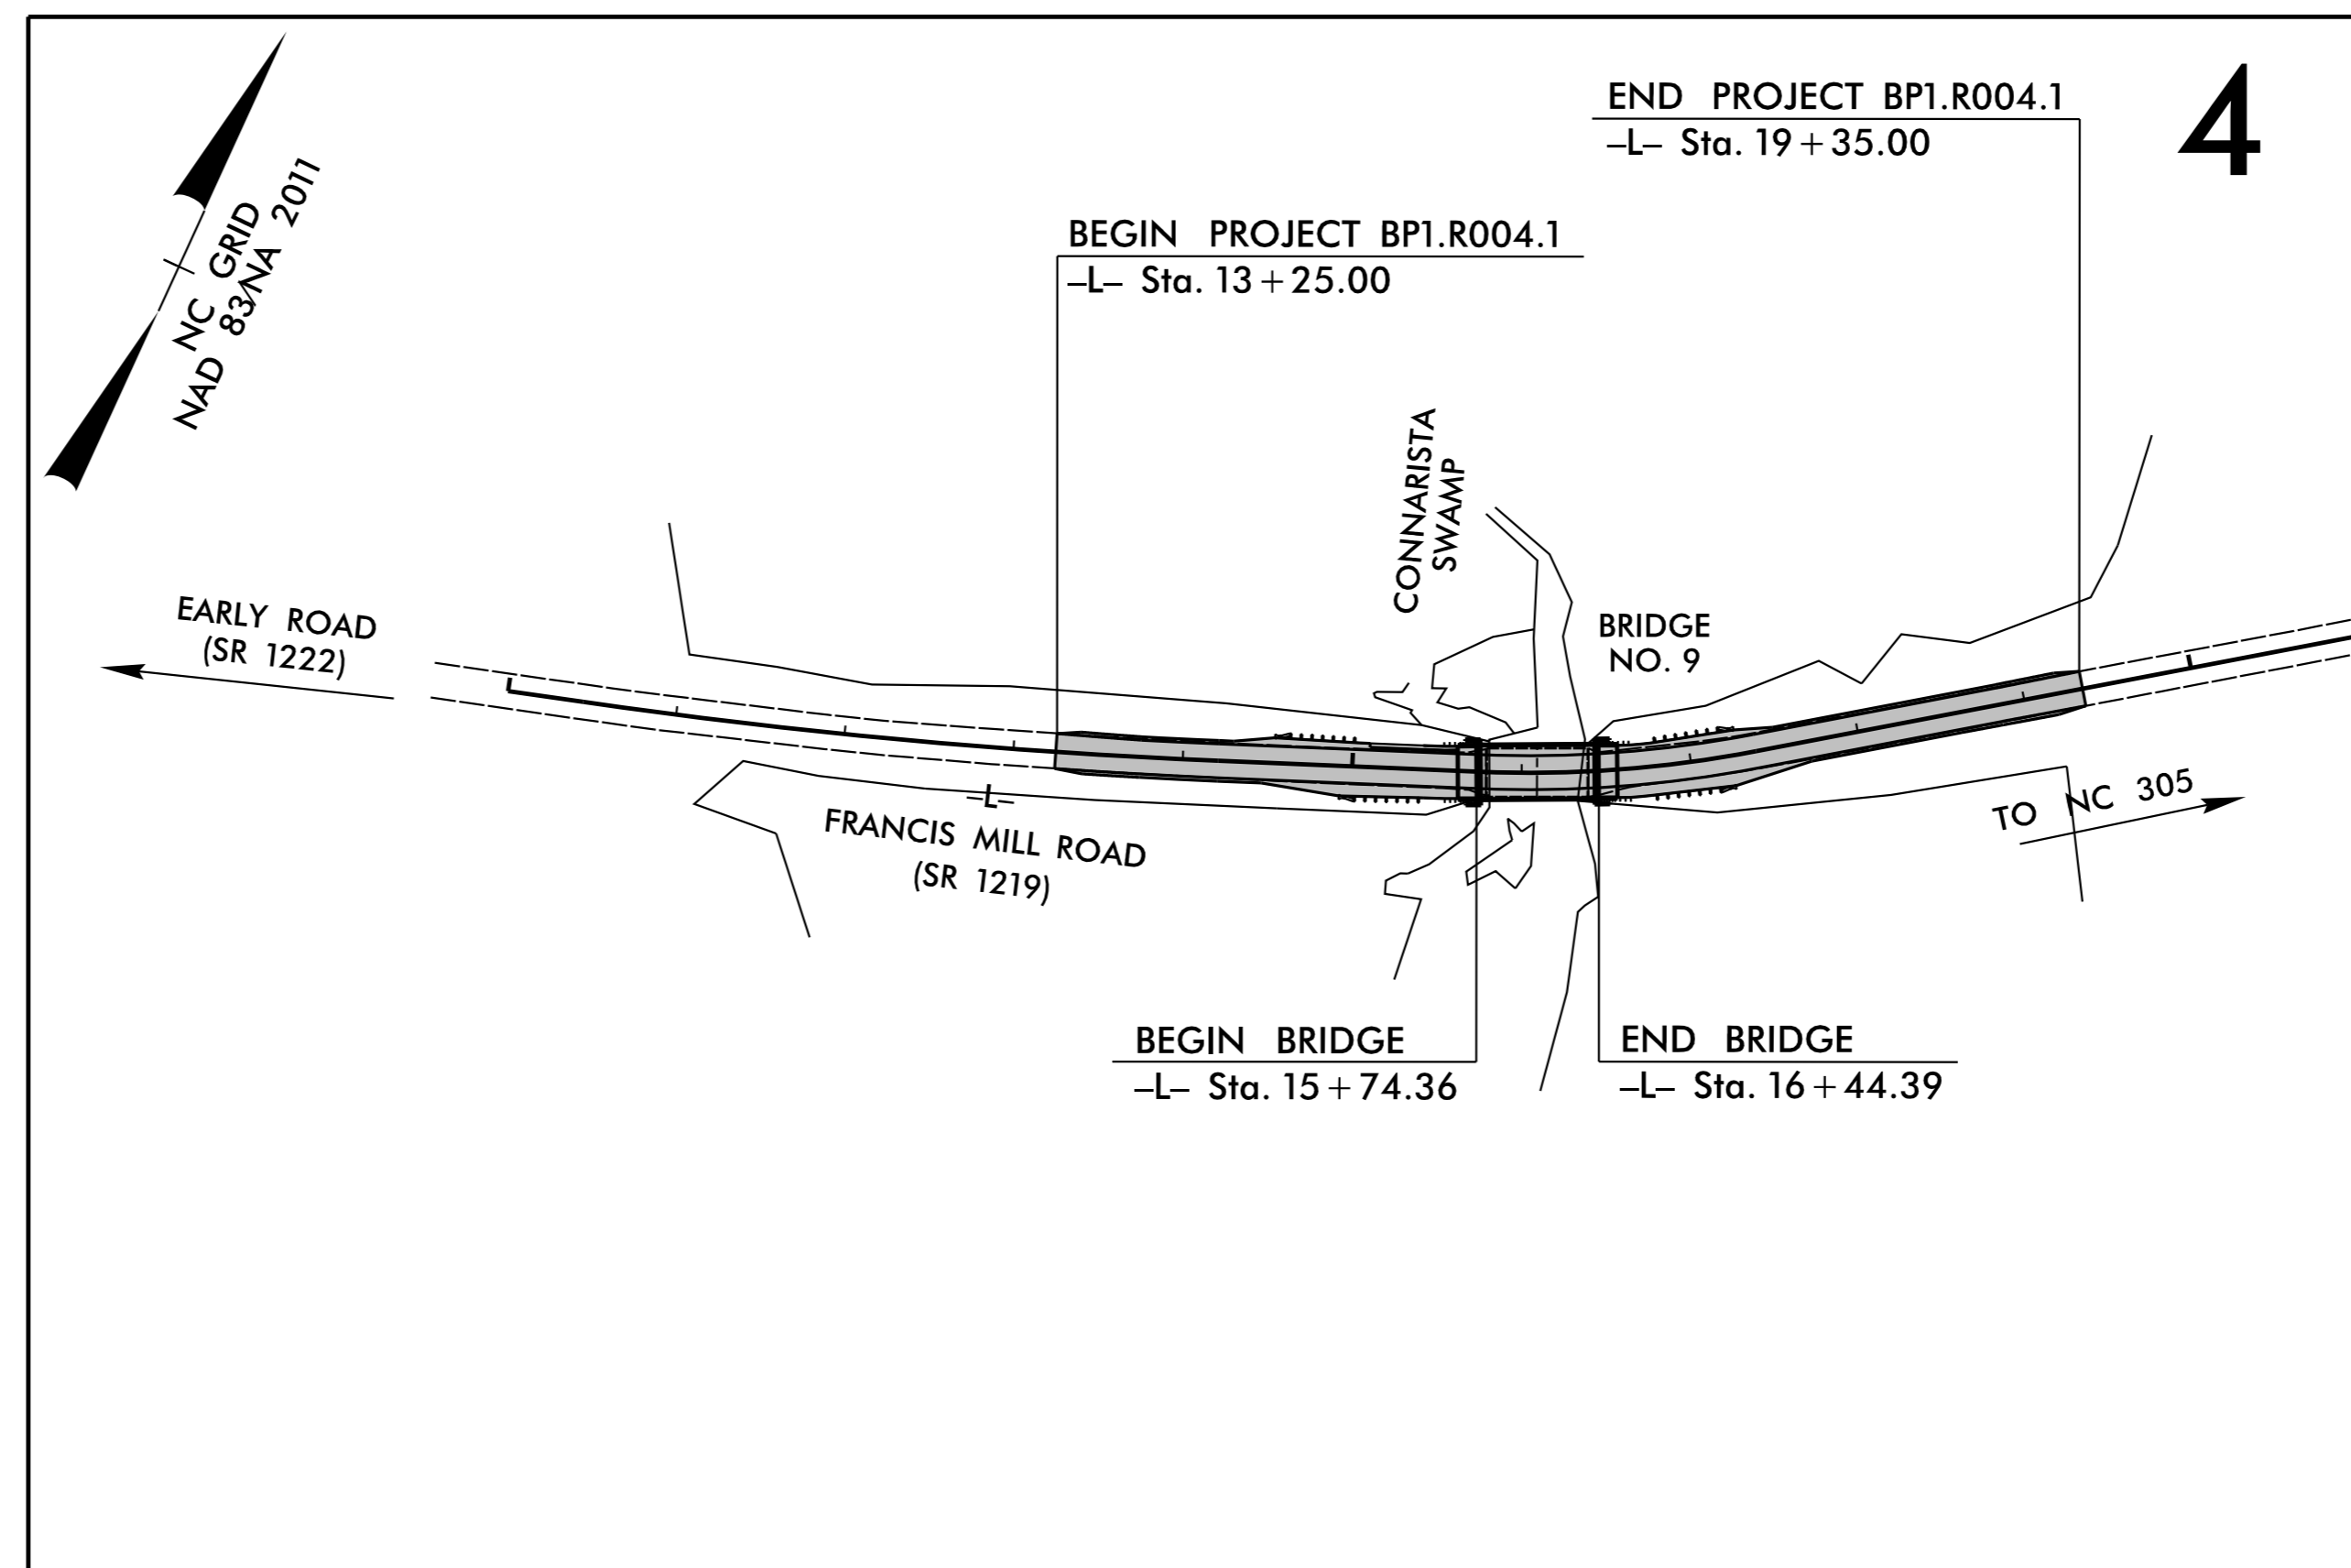 END PROJECT BP1.R004.1
–L– Sta. 19+35.00
4
NC GRID
NAD 83/NA 2011
BEGIN PROJECT BP1.R004.1
–L– Sta. 13+25.00
CONNARISTA
SWAMP
EARLY ROAD
(SR 1222)
BRIDGE
NO. 9
–L–
FRANCIS MILL ROAD
(SR 1219)
TO NC 305
BEGIN BRIDGE
–L– Sta. 15+74.36
END BRIDGE
–L– Sta. 16+44.39